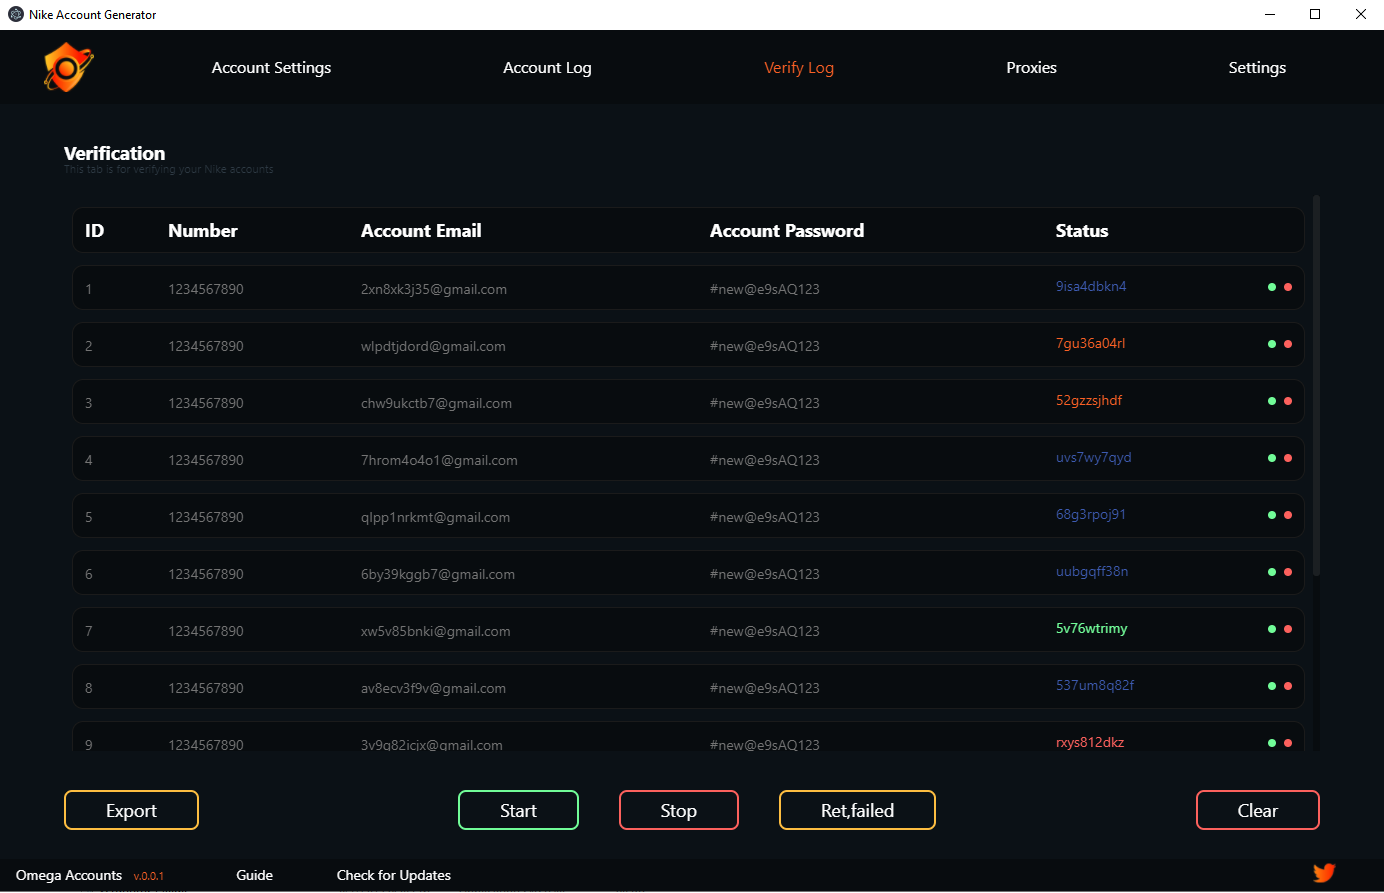 Nike Account Generator
Account Settings Account Log Verify Log Proxies Settings
Verification
This tab is for verifying your Nike accounts
ID Number Account Email Account Password Status
1 1234567890 2xn8xk3j35@gmail.com #new@e9sAQ123 9isa4dbkn4
2 1234567890 wlpdtjdord@gmail.com #new@e9sAQ123 7gu36a04rl
3 1234567890 chw9ukctb7@gmail.com #new@e9sAQ123 52gzzsjhdf
4 1234567890 7hrom4o4o1@gmail.com #new@e9sAQ123 uvs7wy7qyd
5 1234567890 qlpp1nrkmt@gmail.com #new@e9sAQ123 68g3rpoj91
6 1234567890 6by39kggb7@gmail.com #new@e9sAQ123 uubgqff38n
7 1234567890 xw5v85bnki@gmail.com #new@e9sAQ123 5v76wtrimy
8 1234567890 av8ecv3f9v@gmail.com #new@e9sAQ123 537um8q82f
9 1234567890 #new@e9sAQ123 rxys812dkz
Export Start Stop Ret,failed Clear
Omega Accounts v.0.0.1 Guide Check for Updates